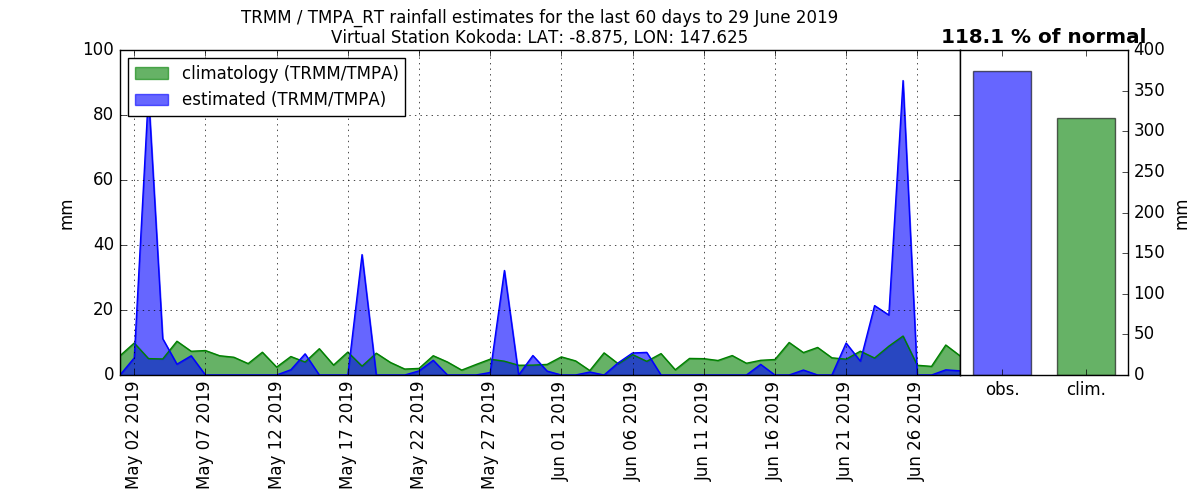 TRMM / TMPA_RT rainfall estimates for the last 60 days to 29 June 2019
Virtual Station Kokoda: LAT: -8.875, LON: 147.625
118.1 % of normal
climatology (TRMM/TMPA)
estimated (TRMM/TMPA)
100
80
60
40
20
0
mm
400
350
300
250
200
150
100
50
0
mm
May 02 2019
May 07 2019
May 12 2019
May 17 2019
May 22 2019
May 27 2019
Jun 01 2019
Jun 06 2019
Jun 11 2019
Jun 16 2019
Jun 21 2019
Jun 26 2019
obs.
clim.